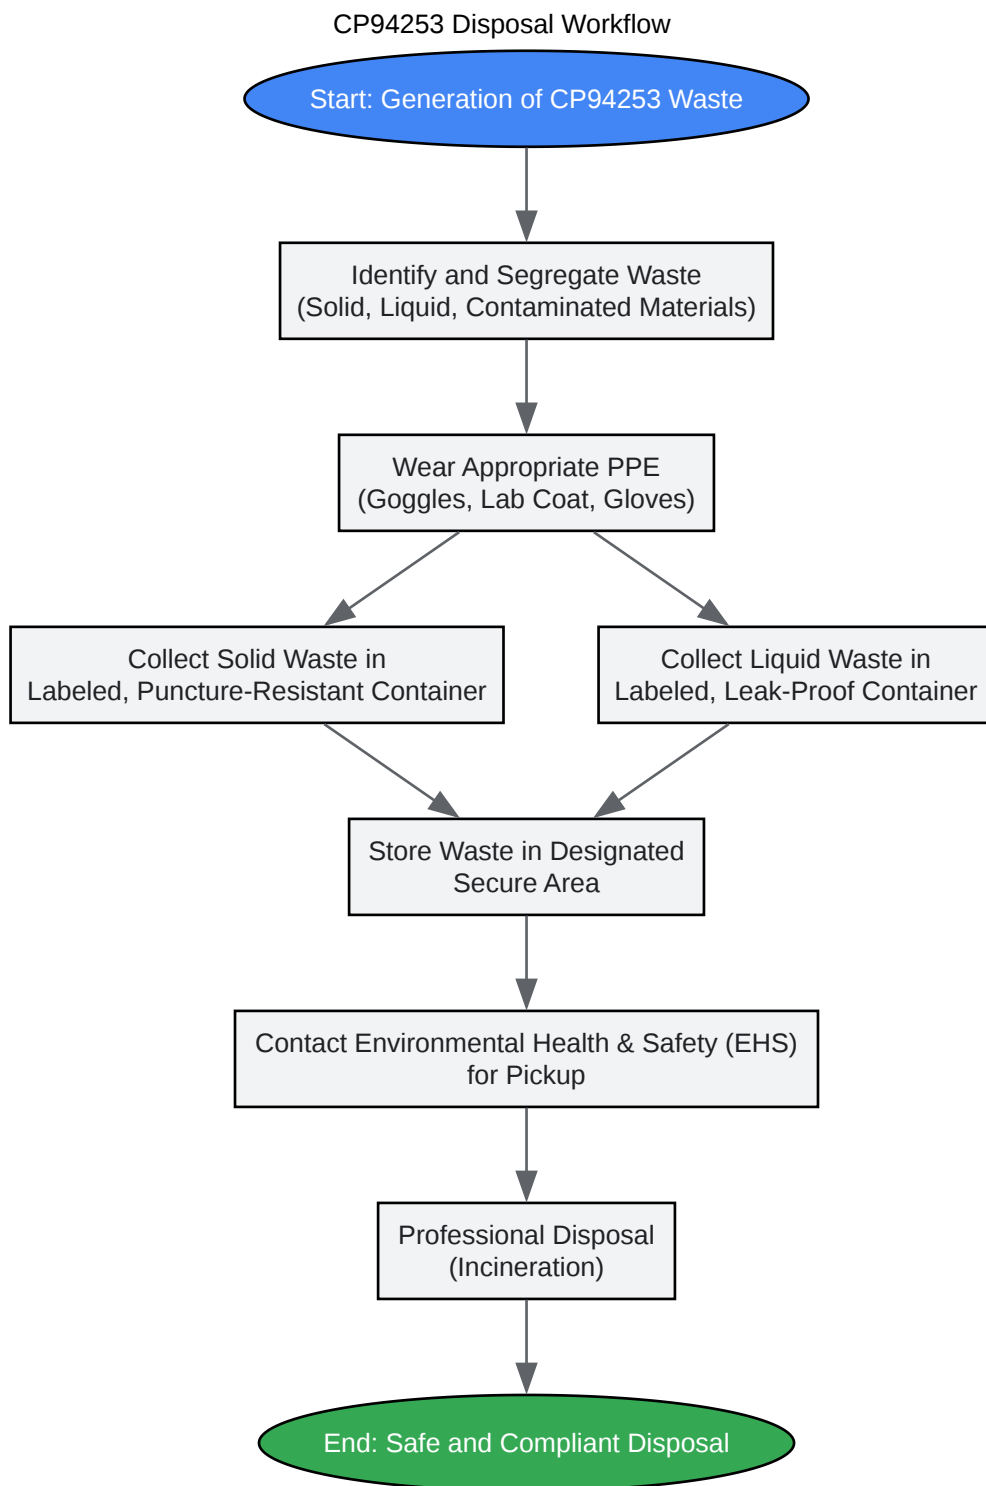 CP94253 Disposal Workflow
Start: Generation of CP94253 Waste
Identify and Segregate Waste
(Solid, Liquid, Contaminated Materials)
Wear Appropriate PPE
(Goggles, Lab Coat, Gloves)
Collect Solid Waste in
Labeled, Puncture-Resistant Container
Collect Liquid Waste in
Labeled, Leak-Proof Container
Store Waste in Designated
Secure Area
Contact Environmental Health & Safety (EHS)
for Pickup
Professional Disposal
(Incineration)
End: Safe and Compliant Disposal